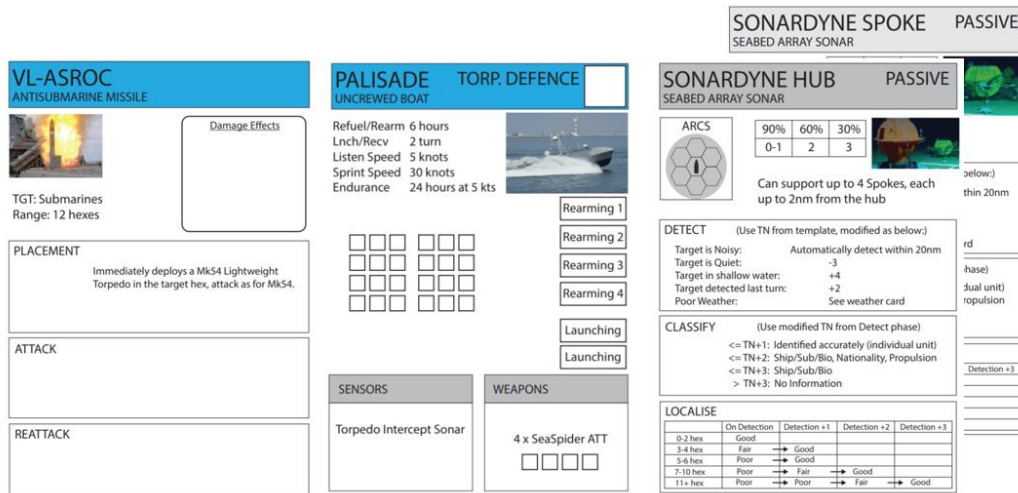 SONARDYNE SPOKE PASSIVE
SEABED ARRAY SONAR
VL-ASROC
ANTISUBMARINE MISSILE
Damage Effects
TGT: Submarines
Range: 12 hexes
PLACEMENT
Immediately deploys a Mk54 Lightweight
Torpedo in the target hex, attack as for Mk54.
ATTACK
REATTACK
PALISADE TORP. DEFENCE
UNCREWED BOAT
Refuel/Rearm 6 hours
Lnch/Recv 2 turn
Listen Speed 5 knots
Sprint Speed 30 knots
Endurance 24 hours at 5 kts
Rearming 1
Rearming 2
Rearming 3
Rearming 4
Launching
Launching
SENSORS
Torpedo Intercept Sonar
WEAPONS
4 x SeaSpider ATT
SONARDYNE HUB PASSIVE
SEABED ARRAY SONAR
ARCS
90% 60% 30%
0-1 2 3
Can support up to 4 Spokes, each
up to 2nm from the hub
DETECT (Use TN from template, modified as below:)
Target is Noisy: Automatically detect within 20nm
Target is Quiet: -3
Target in shallow water: +4
Target detected last turn: +2
Poor Weather: See weather card
CLASSIFY (Use modified TN from Detect phase)
<= TN+1: Identified accurately (individual unit)
<= TN+2: Ship/Sub/Bio, Nationality, Propulsion
<= TN+3: Ship/Sub/Bio
> TN+3: No Information
LOCALISE
On Detection Detection +1 Detection +2 Detection +3
0-2 hex Good
3-4 hex Fair → Good
5-6 hex Poor → Good
7-10 hex Poor → Fair → Good
11+ hex Poor → Poor → Fair → Good
below:)
thin 20nm
rd
hase)
dual unit)
ropulsion
Detection +3